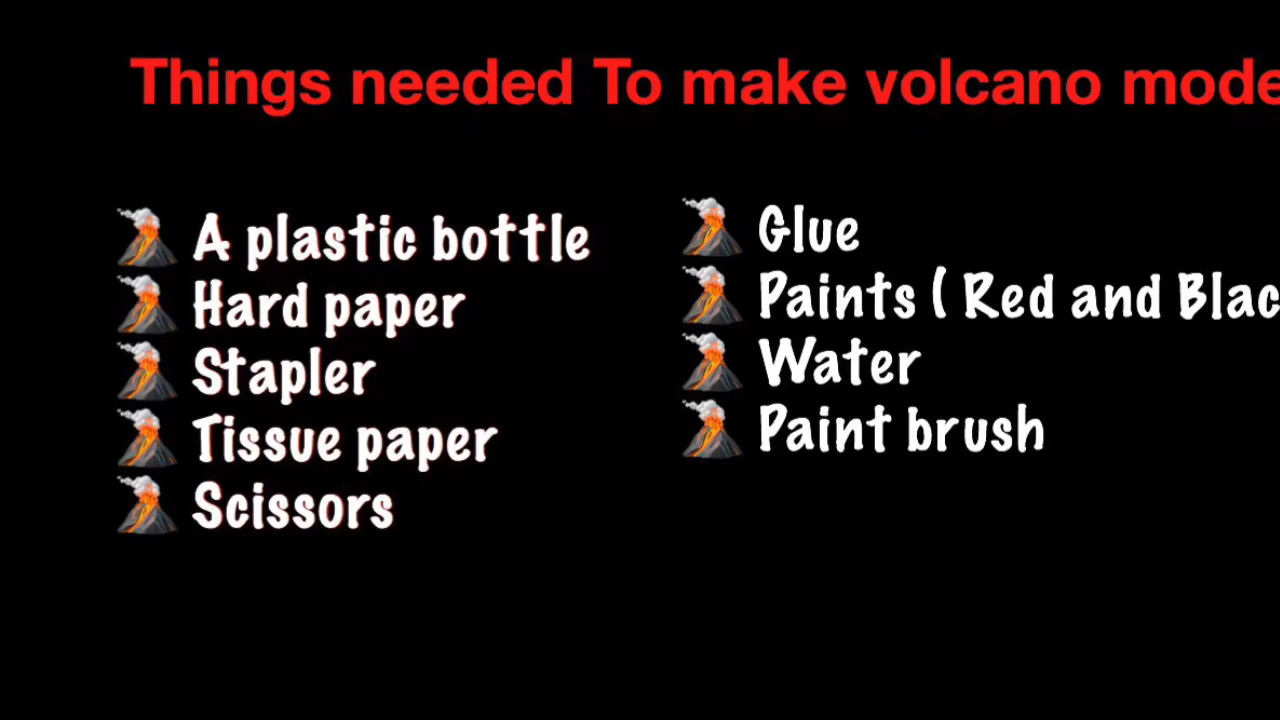 Things needed To make volcano mode
A plastic bottle
Hard paper
Stapler
Tissue paper
Scissors
Glue
Paints ( Red and Blac
Water
Paint brush